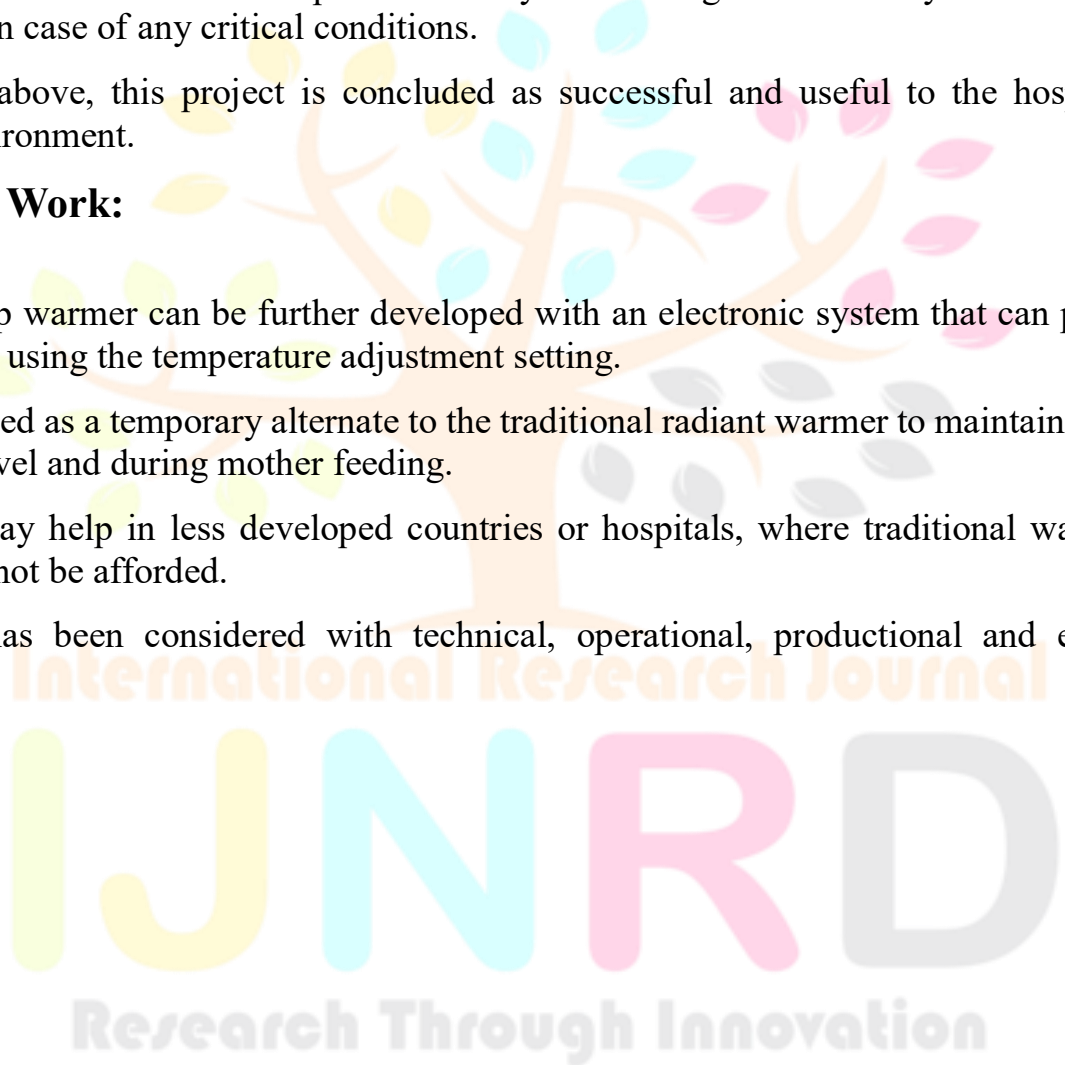 n case of any critical conditions.
above, this project is concluded as successful and useful to the hos
ironment.
Work:
p warmer can be further developed with an electronic system that can p
using the temperature adjustment setting.
ed as a temporary alternate to the traditional radiant warmer to maintain
vel and during mother feeding.
ay help in less developed countries or hospitals, where traditional wa
not be afforded.
has been considered with technical, operational, productional and e
International Research Journal
IJNRD
Research Through Innovation